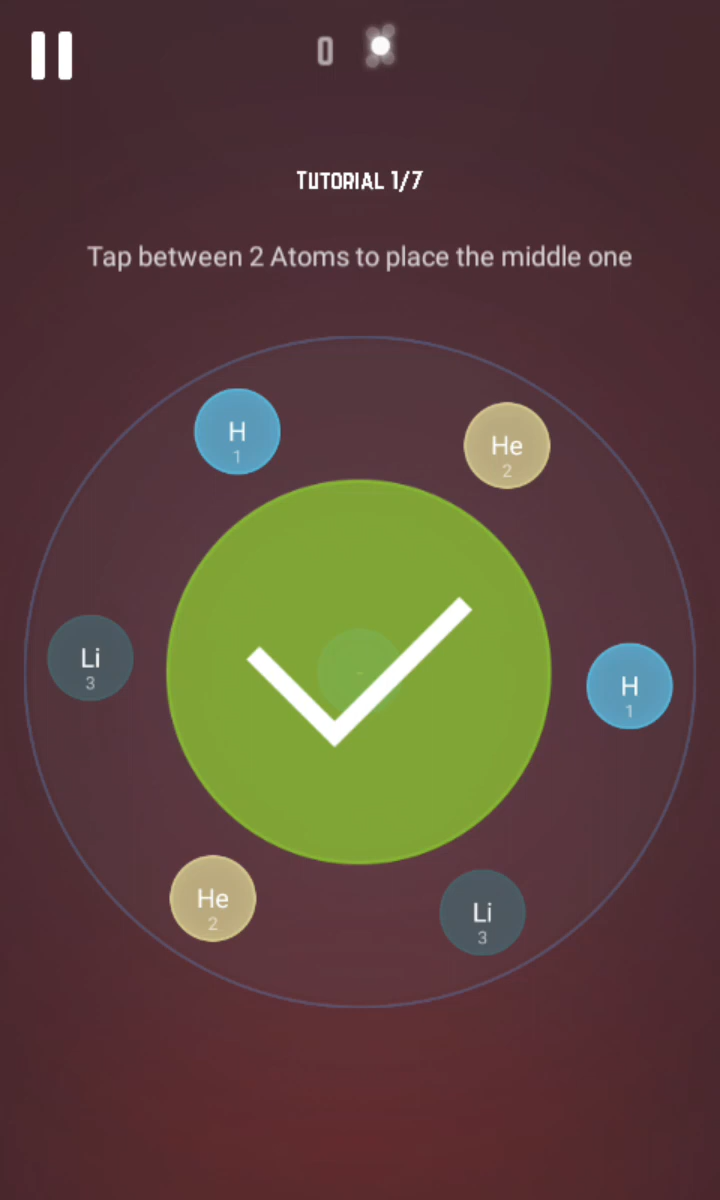 0
TUTORIAL 1/7
Tap between 2 Atoms to place the middle one
H
1
He
2
Li
3
H
1
He
2
Li
3